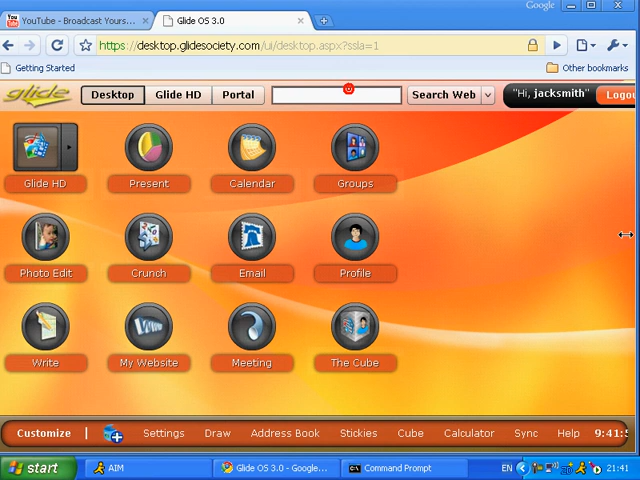 Google
YouTube - Broadcast Yours...
Glide OS 3.0
https://desktop.glidesociety.com/ui/desktop.aspx?ssla=1
Getting Started
Other bookmarks
glide
Desktop
Glide HD
Portal
Search Web
"Hi, jacksmith"
Logou
Glide HD
Present
Calendar
Groups
Photo Edit
Crunch
Email
Profile
Write
My Website
Meeting
The Cube
Customize
Settings
Draw
Address Book
Stickies
Cube
Calculator
Sync
Help
9:41:5
start
AIM
Glide OS 3.0 - Google...
Command Prompt
EN
21:41